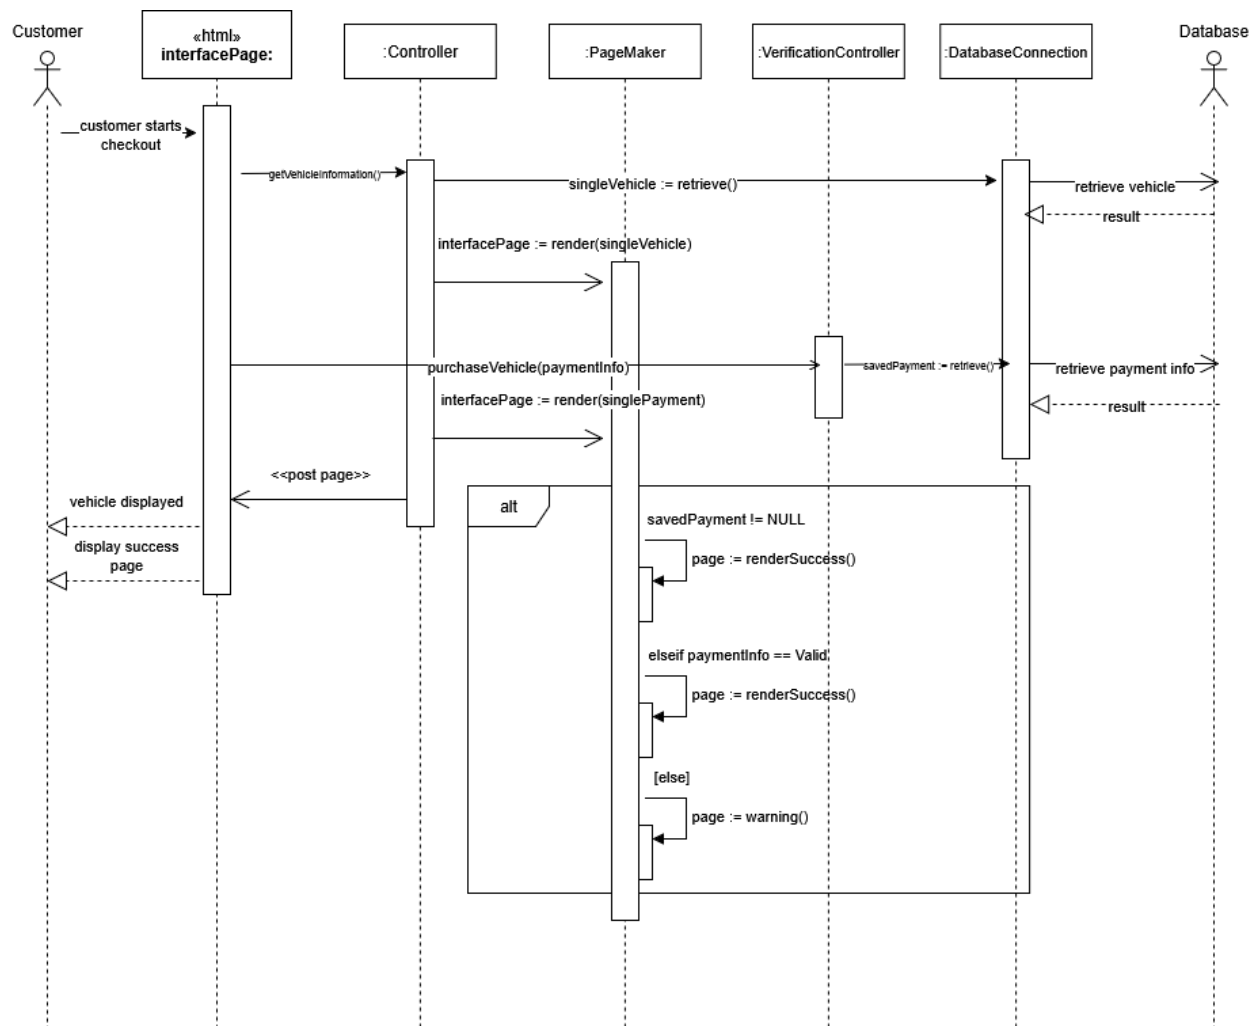 Customer
«html»
interfacePage:
:Controller
:PageMaker
:VerificationController
:DatabaseConnection
Database
customer starts
checkout
getVehicleInformation()
singleVehicle := retrieve()
retrieve vehicle
result
interfacePage := render(singleVehicle)
purchaseVehicle(paymentInfo)
savedPayment := retrieve()
retrieve payment info
interfacePage := render(singlePayment)
result
<<post page>>
vehicle displayed
display success
page
alt
savedPayment != NULL
page := renderSuccess()
elseif paymentInfo == Valid
page := renderSuccess()
[else]
page := warning()